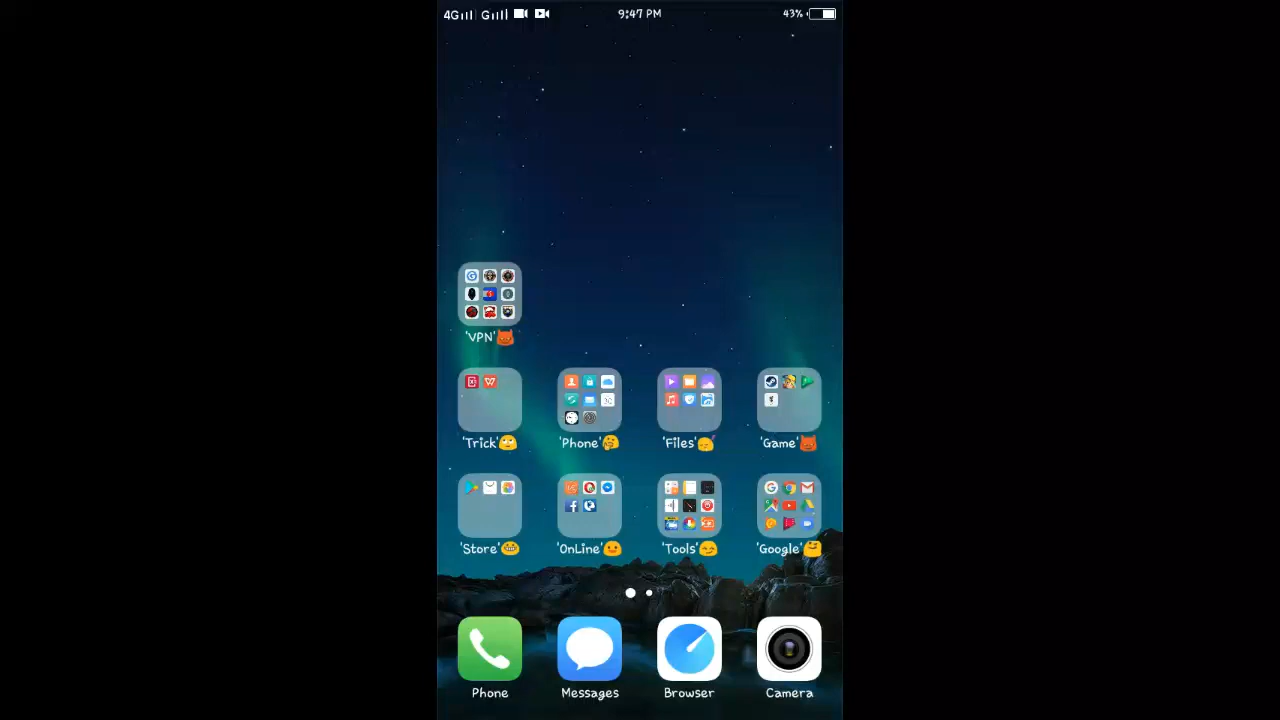 4G G 9:47 PM 43%
'VPN'
'Trick' 'Phone' 'Files' 'Game'
'Store' 'OnLine' 'Tools' 'Google'
Phone Messages Browser Camera